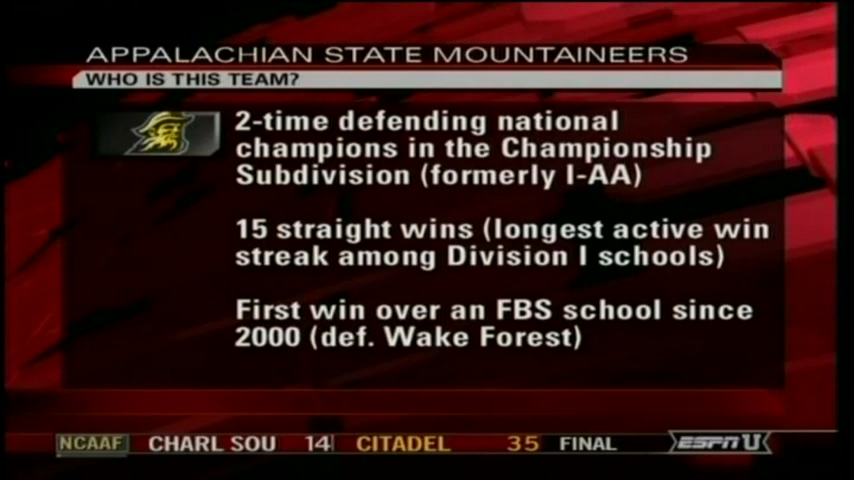 APPALACHIAN STATE MOUNTAINEERS
WHO IS THIS TEAM?
2-time defending national
champions in the Championship
Subdivision (formerly I-AA)
15 straight wins (longest active win
streak among Division I schools)
First win over an FBS school since
2000 (def. Wake Forest)
NCAAF CHARL SOU 14 CITADEL 35 FINAL ESPNU